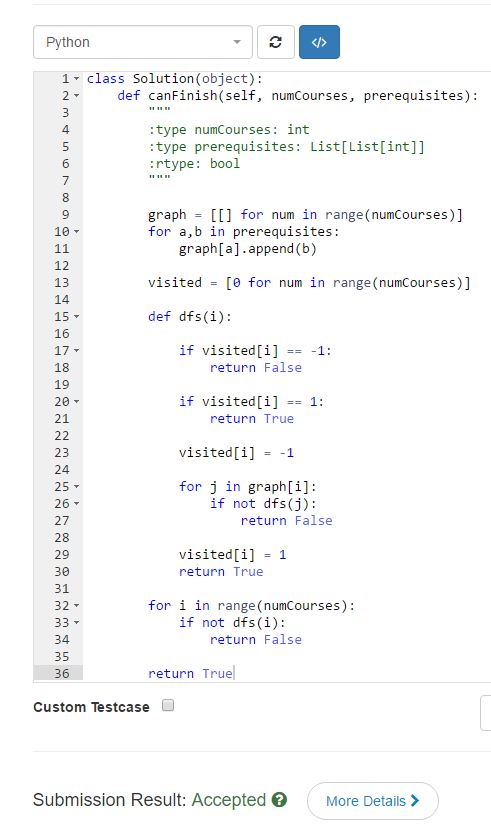 Python
</>
1 class Solution(object):
2     def canFinish(self, numCourses, prerequisites):
3         """
4         :type numCourses: int
5         :type prerequisites: List[List[int]]
6         :rtype: bool
7         """
8
9         graph = [[] for num in range(numCourses)]
10         for a,b in prerequisites:
11             graph[a].append(b)
12
13         visited = [0 for num in range(numCourses)]
14
15         def dfs(i):
16
17             if visited[i] == -1:
18                 return False
19
20             if visited[i] == 1:
21                 return True
22
23             visited[i] = -1
24
25             for j in graph[i]:
26                 if not dfs(j):
27                     return False
28
29             visited[i] = 1
30             return True
31
32         for i in range(numCourses):
33             if not dfs(i):
34                 return False
35
36         return True
Custom Testcase
Submission Result: Accepted ?
More Details